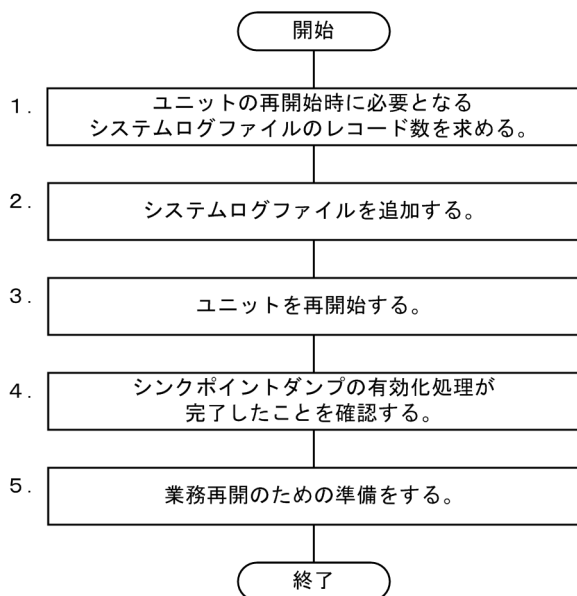 開始
1．
ユニットの再開始時に必要となる
システムログファイルのレコード数を求める。
2．
システムログファイルを追加する。
3．
ユニットを再開始する。
4．
シンクポイントダンプの有効化処理が
完了したことを確認する。
5．
業務再開のための準備をする。
終了